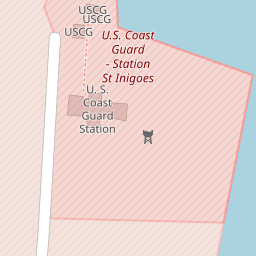 USCG
USCG
USCG
U.S. Coast
Guard
- Station
St Inigoes
U. S.
Coast
Guard
Station